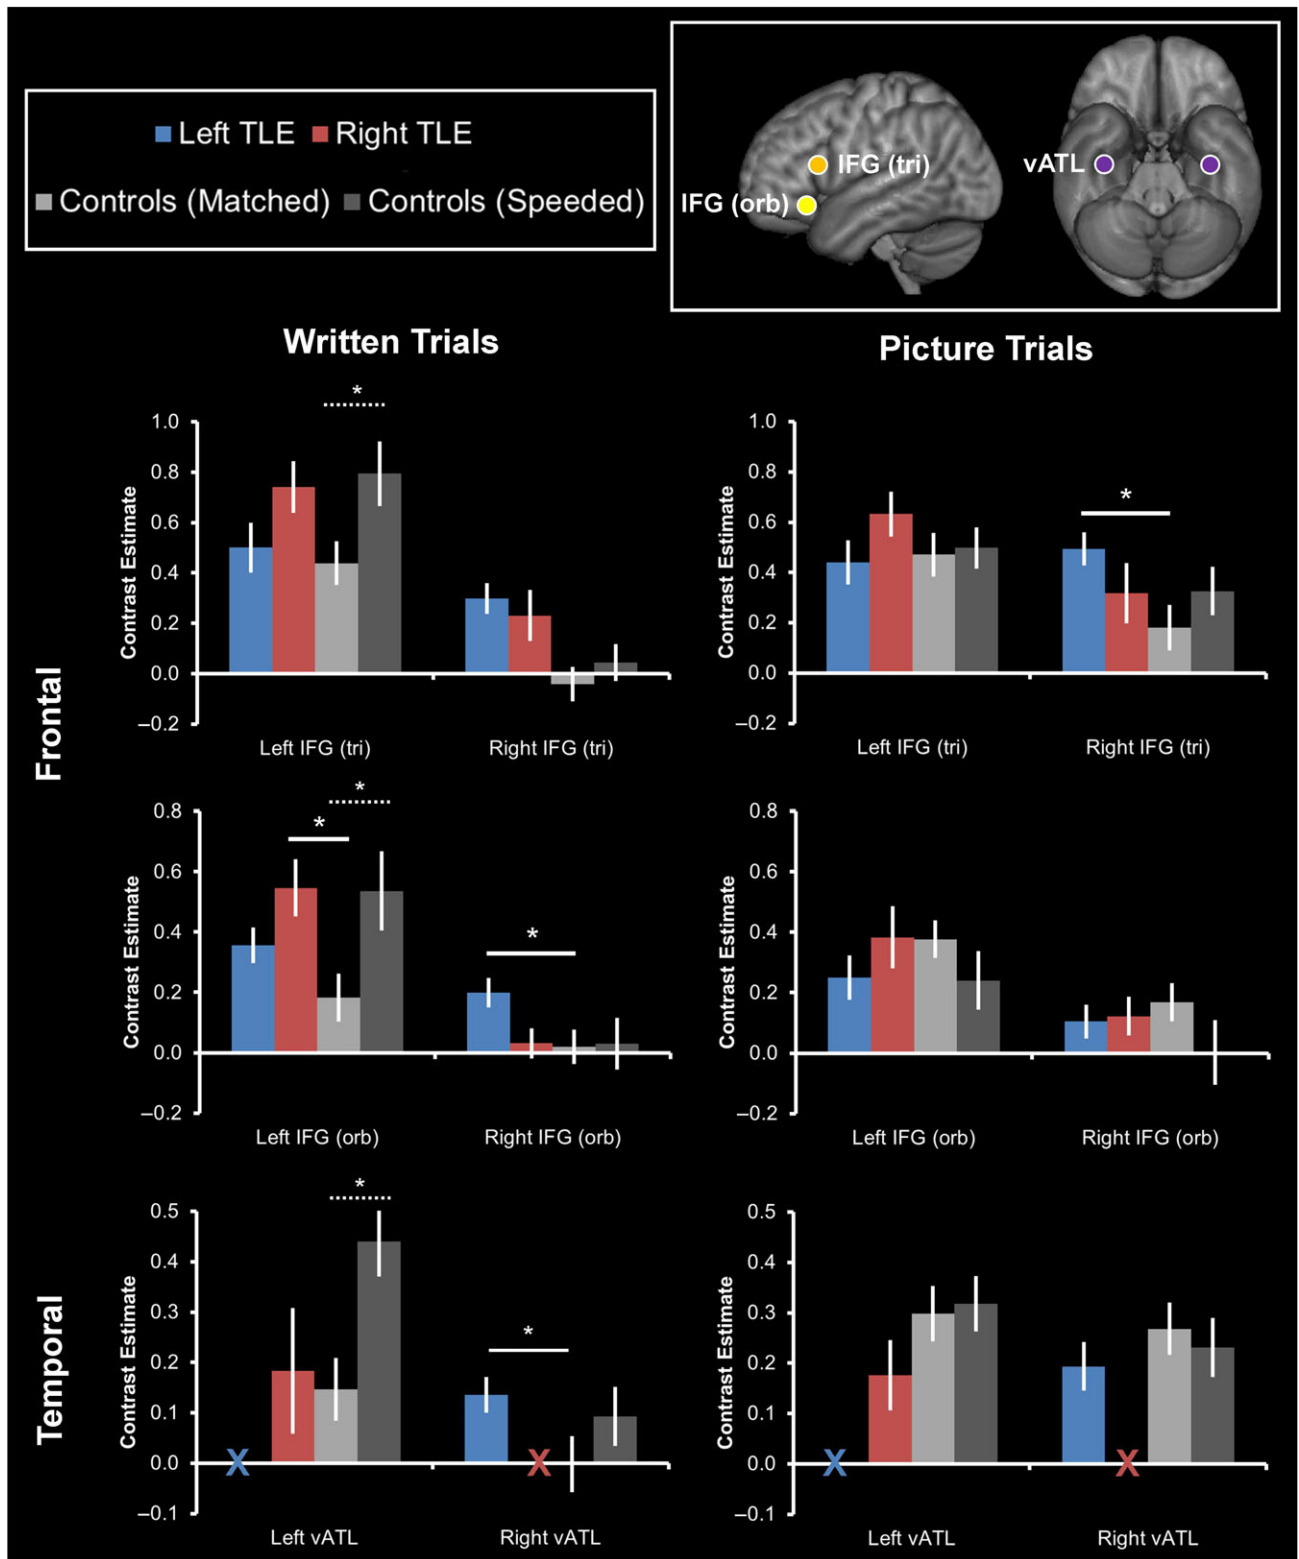 Left TLE Right TLE
Controls (Matched) Controls (Speeded)
IFG (tri)
IFG (orb)
vATL
Written Trials
Picture Trials
Frontal
*
Contrast Estimate
1.0
0.8
0.6
0.4
0.2
0.0
–0.2
Left IFG (tri) Right IFG (tri)
*
Contrast Estimate
1.0
0.8
0.6
0.4
0.2
0.0
–0.2
Left IFG (tri) Right IFG (tri)
*
*
*
Contrast Estimate
0.8
0.6
0.4
0.2
0.0
–0.2
Left IFG (orb) Right IFG (orb)
Contrast Estimate
0.8
0.6
0.4
0.2
0.0
–0.2
Left IFG (orb) Right IFG (orb)
Temporal
*
*
Contrast Estimate
0.5
0.4
0.3
0.2
0.1
0.0
–0.1
X X
Left vATL Right vATL
Contrast Estimate
0.5
0.4
0.3
0.2
0.1
0.0
–0.1
X X
Left vATL Right vATL